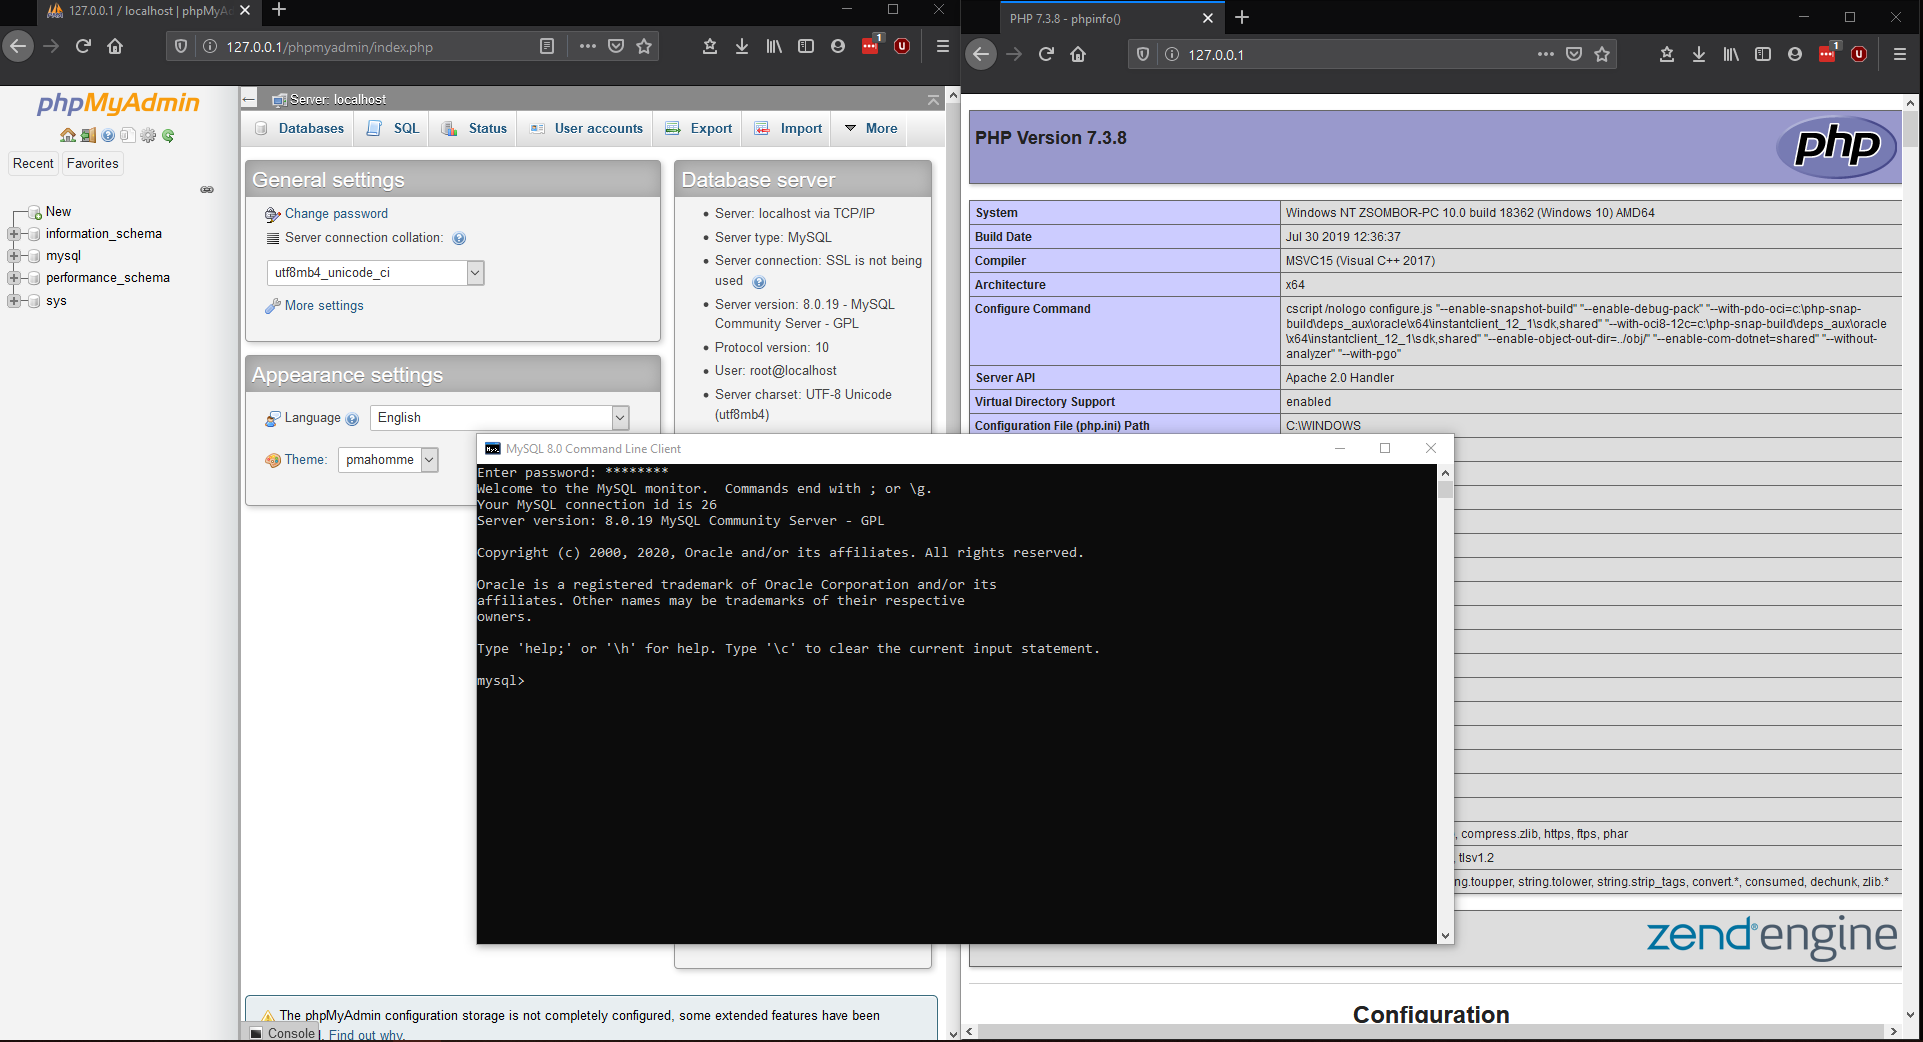 127.0.0.1 / localhost | phpMyAc
127.0.0.1/phpmyadmin/index.php
1
phpMyAdmin
Recent
Favorites
New
information_schema
mysql
performance_schema
sys
Server: localhost
Databases
SQL
Status
User accounts
Export
Import
More
General settings
Change password
Server connection collation:
utf8mb4_unicode_ci
More settings
Appearance settings
Language
English
Theme:
pmahomme
Database server
Server: localhost via TCP/IP
Server type: MySQL
Server connection: SSL is not being
used
Server version: 8.0.19 - MySQL
Community Server - GPL
Protocol version: 10
User: root@localhost
Server charset: UTF-8 Unicode
(utf8mb4)
The phpMyAdmin configuration storage is not completely configured, some extended features have been
Find out why.
Console
MySQL 8.0 Command Line Client
Enter password: ********
Welcome to the MySQL monitor.  Commands end with ; or \g.
Your MySQL connection id is 26
Server version: 8.0.19 MySQL Community Server - GPL
Copyright (c) 2000, 2020, Oracle and/or its affiliates. All rights reserved.
Oracle is a registered trademark of Oracle Corporation and/or its
affiliates. Other names may be trademarks of their respective
owners.
Type 'help;' or '\h' for help. Type '\c' to clear the current input statement.
mysql>
PHP 7.3.8 - phpinfo()
127.0.0.1
1
PHP Version 7.3.8
php
System Windows NT ZSOMBOR-PC 10.0 build 18362 (Windows 10) AMD64
Build Date Jul 30 2019 12:36:37
Compiler MSVC15 (Visual C++ 2017)
Architecture x64
Configure Command cscript /nologo configure.js "--enable-snapshot-build" "--enable-debug-pack" "--with-pdo-oci=c:\php-snap-
build\deps_aux\oracle\x64\instantclient_12_1\sdk,shared" "--with-oci8-12c=c:\php-snap-build\deps_aux\oracle
\x64\instantclient_12_1\sdk,shared" "--enable-object-out-dir=../obj/" "--enable-com-dotnet=shared" "--without-
analyzer" "--with-pgo"
Server API Apache 2.0 Handler
Virtual Directory Support enabled
Configuration File (php.ini) Path C:\WINDOWS
, compress.zlib, https, ftps, phar
, tlsv1.2
ng.toupper, string.tolower, string.strip_tags, convert.*, consumed, dechunk, zlib.*
zend engine
Configuration